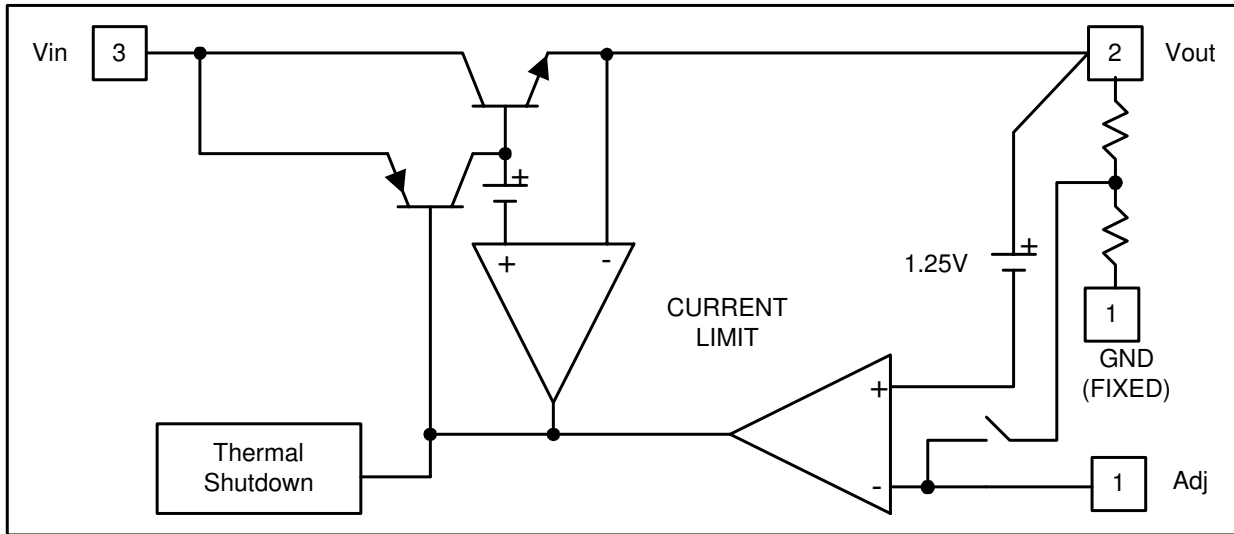 Vin
3
2
Vout
+
+
-
CURRENT
LIMIT
1.25V
+
1
GND
(FIXED)
+
-
1
Adj
Thermal
Shutdown